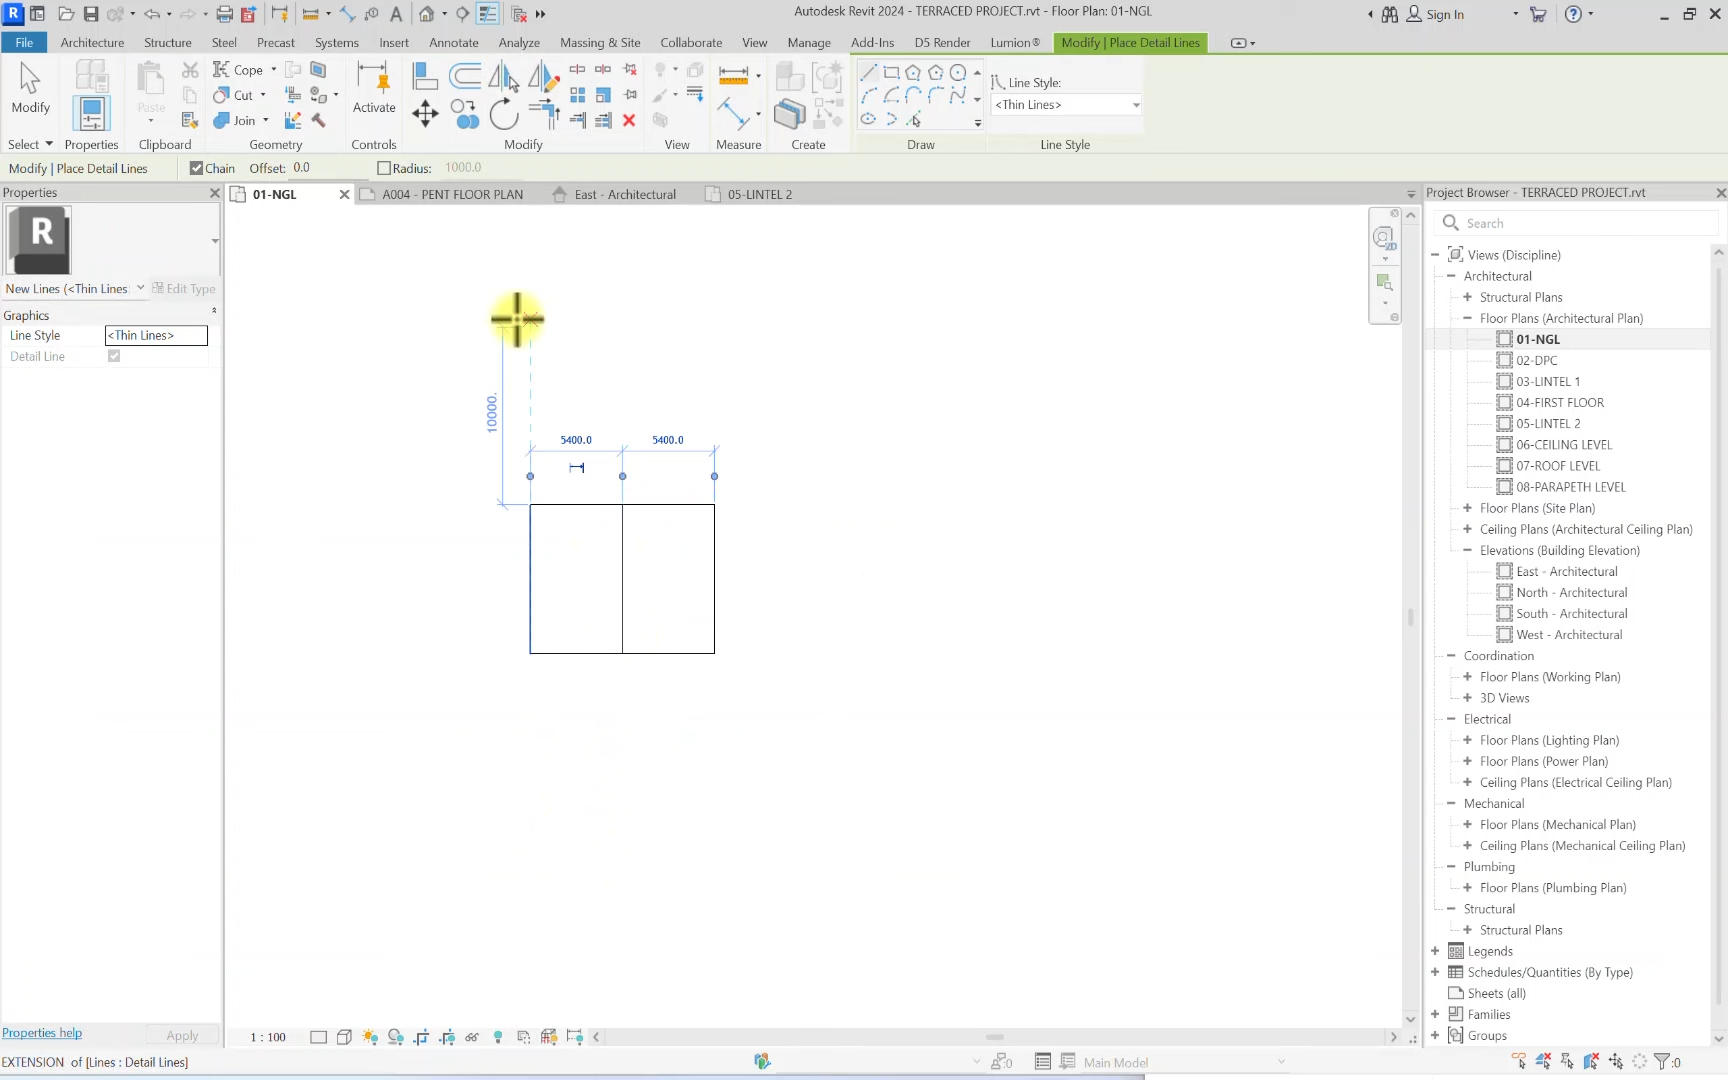 Autodesk Revit 2024 - TERRACED PROJECT.rvt - Floor Plan: 01-NGL
Sign In
File Architecture Structure Steel Precast Systems Insert Annotate Analyze Massing & Site Collaborate View Manage Add-Ins D5 Render Lumion® Modify | Place Detail Lines
Modify
Paste
Cope
Cut
Join
Activate
Line Style:
<Thin Lines>
Select Properties Clipboard Geometry Controls Modify View Measure Create Draw Line Style
Modify | Place Detail Lines Chain Offset: 0.0 Radius: 1000.0
Properties
R
New Lines (<Thin Lines Edit Type
Graphics
Line Style <Thin Lines>
Detail Line
Properties help Apply
01-NGL A004 - PENT FLOOR PLAN East - Architectural 05-LINTEL 2
10000.
5400.0 5400.0
1 : 100
Project Browser - TERRACED PROJECT.rvt
Search
Views (Discipline)
Architectural
Structural Plans
Floor Plans (Architectural Plan)
01-NGL
02-DPC
03-LINTEL 1
04-FIRST FLOOR
05-LINTEL 2
06-CEILING LEVEL
07-ROOF LEVEL
08-PARAPETH LEVEL
Floor Plans (Site Plan)
Ceiling Plans (Architectural Ceiling Plan)
Elevations (Building Elevation)
East - Architectural
North - Architectural
South - Architectural
West - Architectural
Coordination
Floor Plans (Working Plan)
3D Views
Electrical
Floor Plans (Lighting Plan)
Floor Plans (Power Plan)
Ceiling Plans (Electrical Ceiling Plan)
Mechanical
Floor Plans (Mechanical Plan)
Ceiling Plans (Mechanical Ceiling Plan)
Plumbing
Floor Plans (Plumbing Plan)
Structural
Structural Plans
Legends
Schedules/Quantities (By Type)
Sheets (all)
Families
Groups
EXTENSION of [Lines : Detail Lines]
:0 Main Model :0